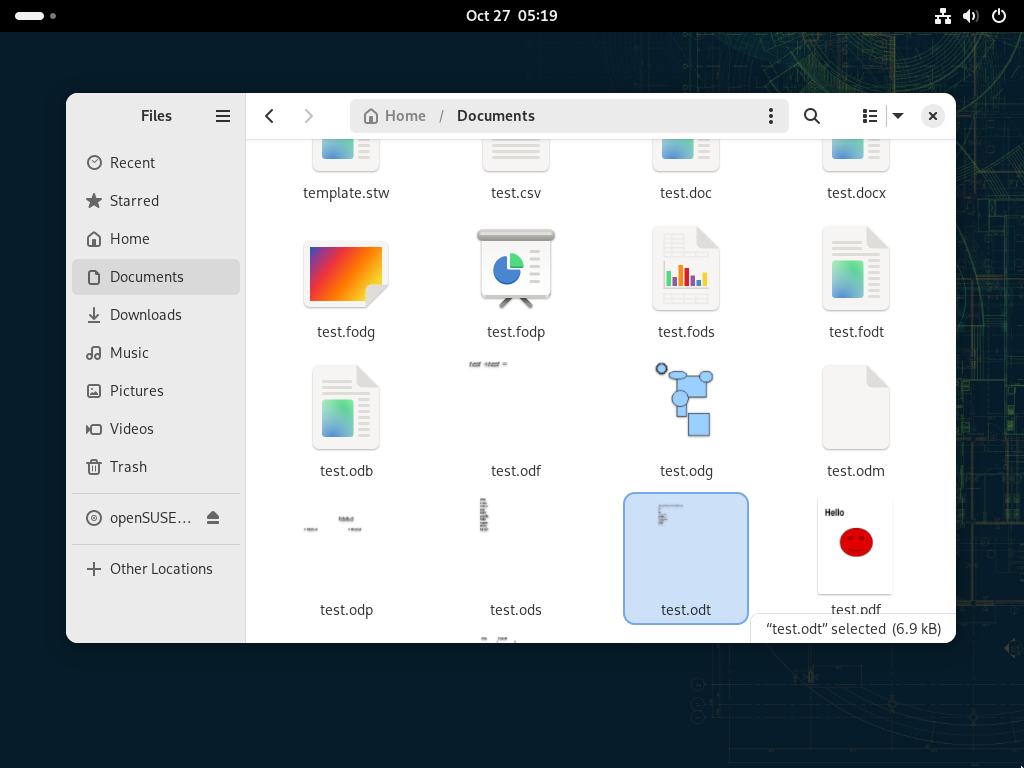 Oct 27 05:19
Files
Home / Documents
Recent
Starred
Home
Documents
Downloads
Music
Pictures
Videos
Trash
openSUSE…
Other Locations
template.stw test.csv test.doc test.docx
test.fodg test.fodp test.fods test.fodt
test.odb test.odf test.odg test.odm
Hello
test.odp test.ods test.odt test.pdf
“test.odt” selected (6.9 kB)